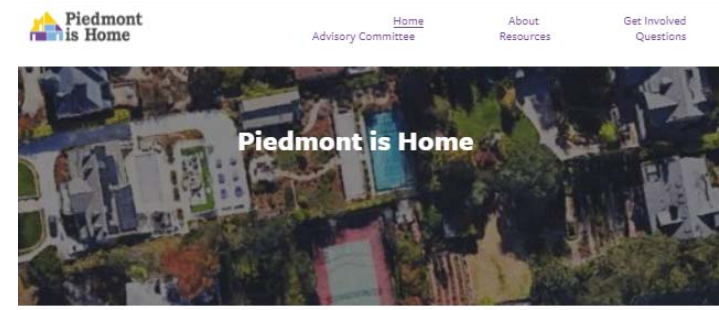 Piedmont
is Home
Home
About
Get Involved
Advisory Committee
Resources
Questions
Piedmont is Home